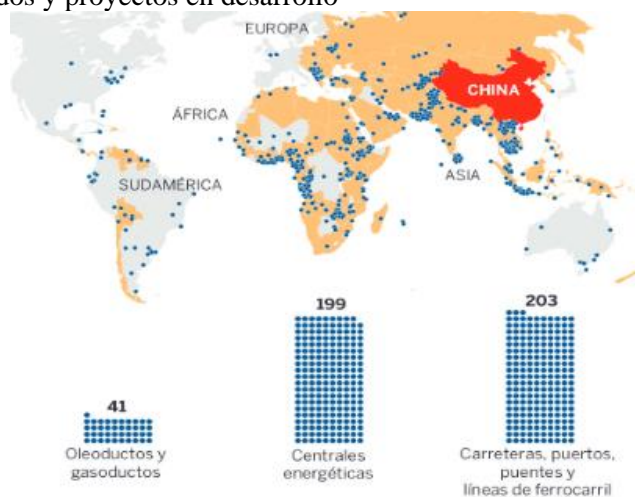 y proyectos en desarrollo
EUROPA
CHINA
ÁFRICA
ASIA
SUDAMÉRICA
199
203
41
Oleoductos y
gasoductos
Centrales
energéticas
Carreteras, puertos,
puentes y
líneas de ferrocarril